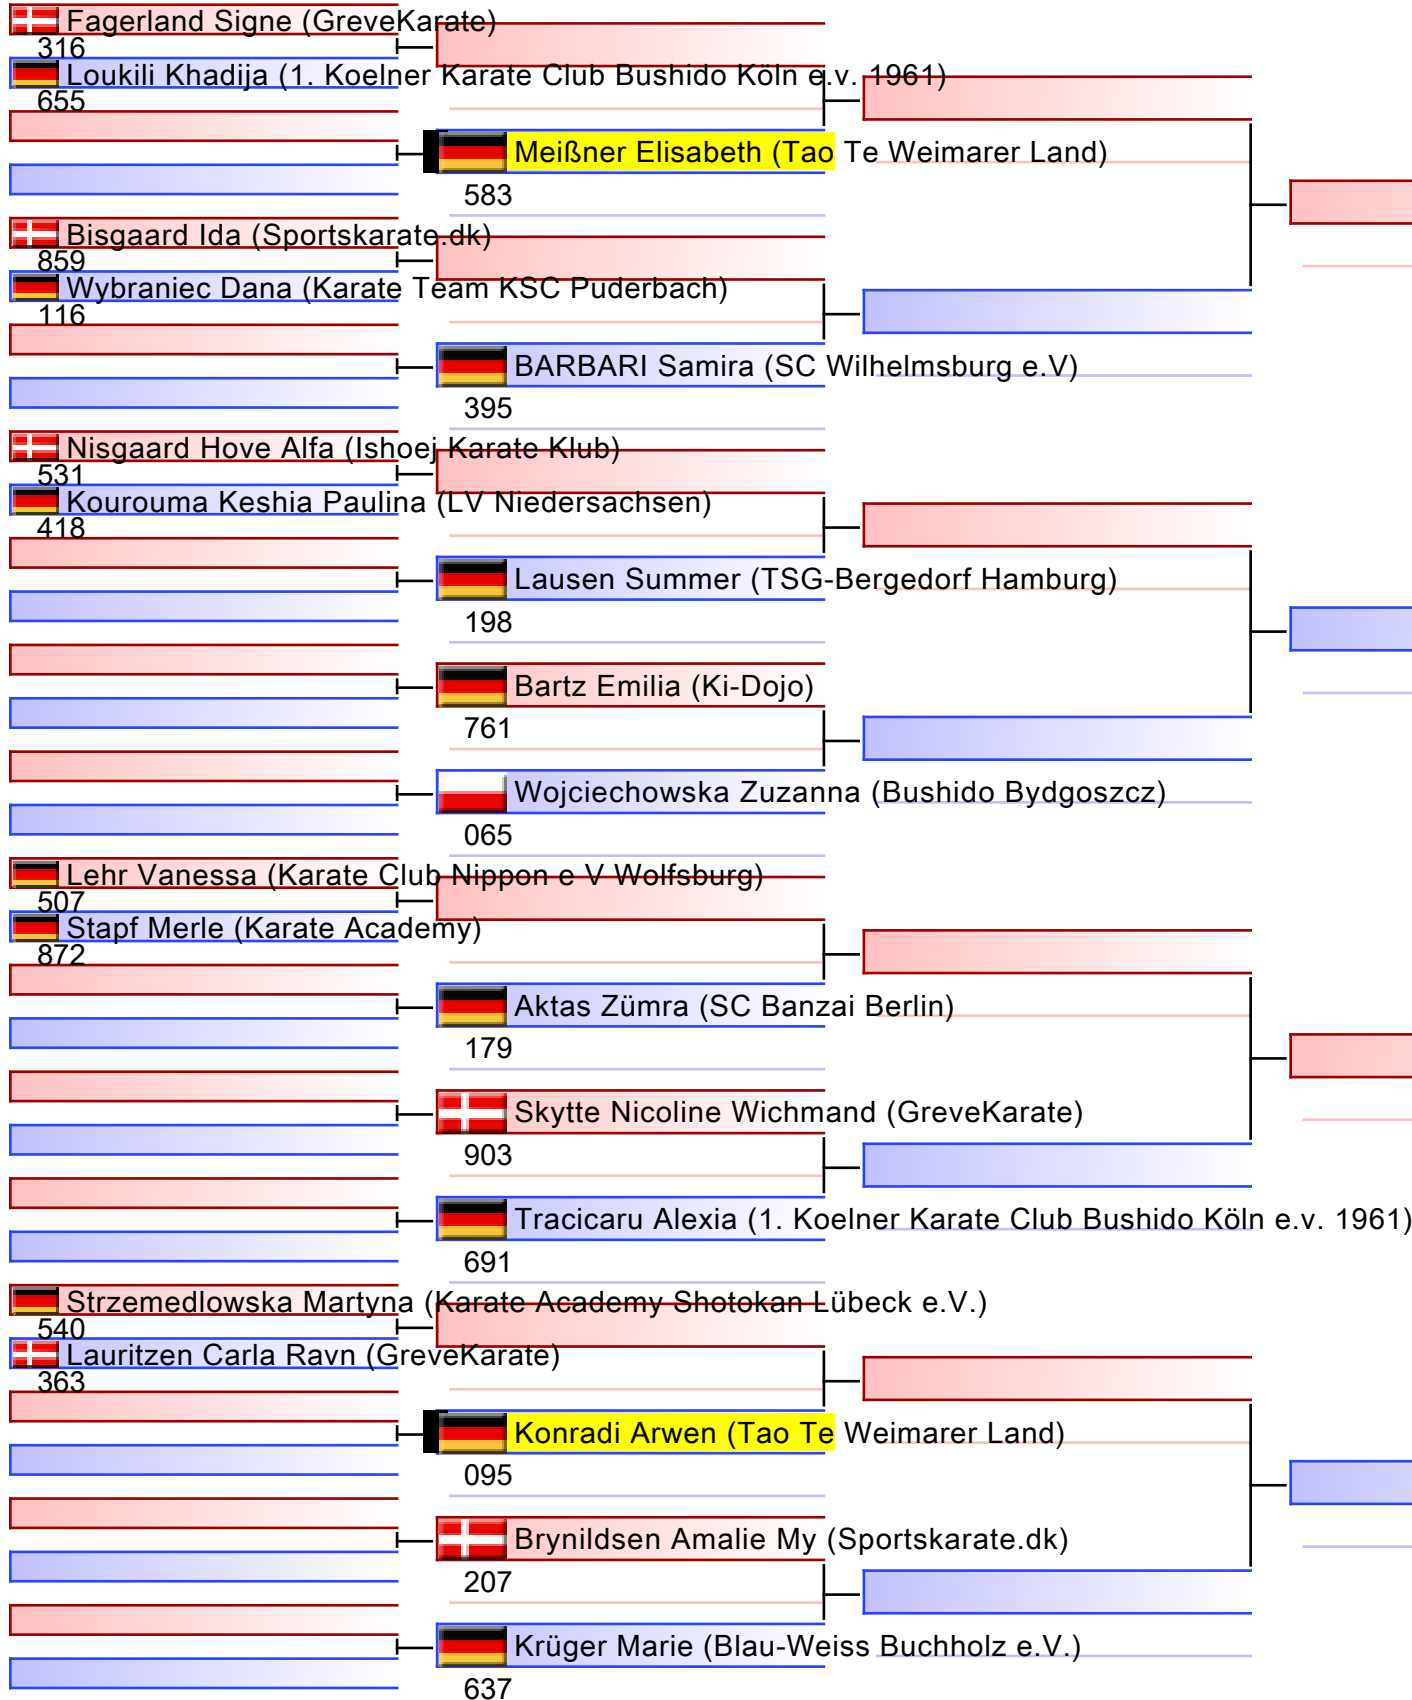 Fagerland Signe (GreveKarate)
316
Loukili Khadija (1. Koelner Karate Club Bushido Köln e.v. 1961)
655
Meißner Elisabeth (Tao Te Weimarer Land)
583
Bisgaard Ida (Sportskarate.dk)
859
Wybraniec Dana (Karate Team KSC Puderbach)
116
BARBARI Samira (SC Wilhelmsburg e.V)
395
Nisgaard Hove Alfa (Ishoej Karate Klub)
531
Kourouma Keshia Paulina (LV Niedersachsen)
418
Lausen Summer (TSG-Bergedorf Hamburg)
198
Bartz Emilia (Ki-Dojo)
761
Wojciechowska Zuzanna (Bushido Bydgoszcz)
065
Lehr Vanessa (Karate Club Nippon e V Wolfsburg)
507
Stapf Merle (Karate Academy)
872
Aktas Zümra (SC Banzai Berlin)
179
Skytte Nicoline Wichmand (GreveKarate)
903
Tracicaru Alexia (1. Koelner Karate Club Bushido Köln e.v. 1961)
691
Strzemedlowska Martyna (Karate Academy Shotokan Lübeck e.V.)
540
Lauritzen Carla Ravn (GreveKarate)
363
Konradi Arwen (Tao Te Weimarer Land)
095
Brynildsen Amalie My (Sportskarate.dk)
207
Krüger Marie (Blau-Weiss Buchholz e.V.)
637